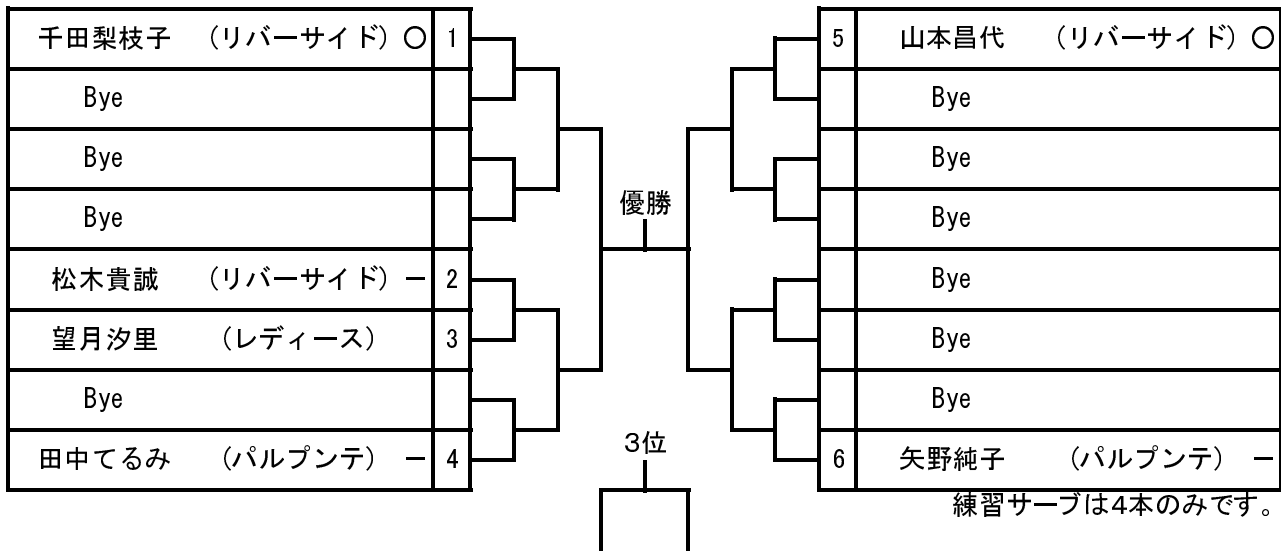 千田梨枝子 (リバーサイド) ○ 1
Bye
Bye
Bye
松木貴誠 (リバーサイド) ー 2
望月汐里 (レディース) 3
Bye
田中てるみ (パルプンテ) ー 4
優勝
3位
5 山本昌代 (リバーサイド) ○
Bye
Bye
Bye
Bye
Bye
Bye
6 矢野純子 (パルプンテ) ー
練習サーブは4本のみです。